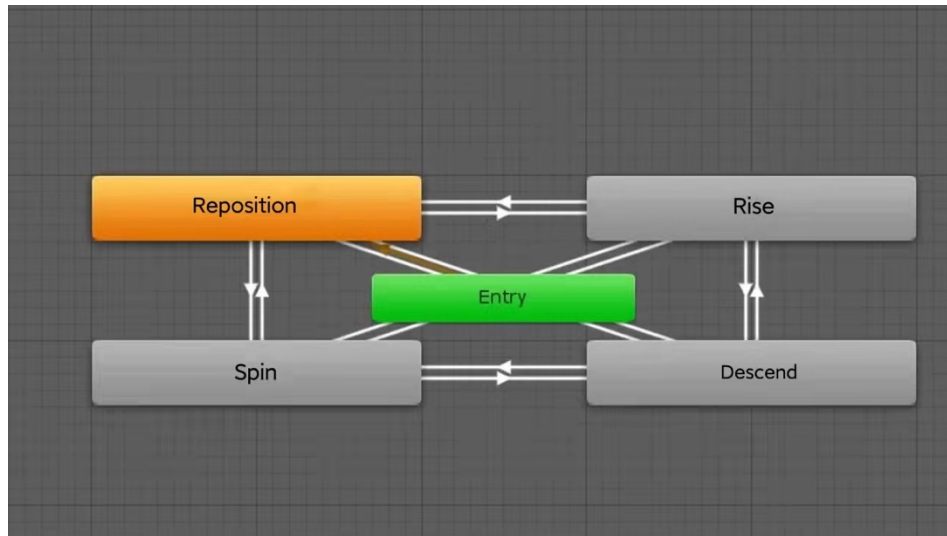 Reposition
Rise
Entry
Spin
Descend